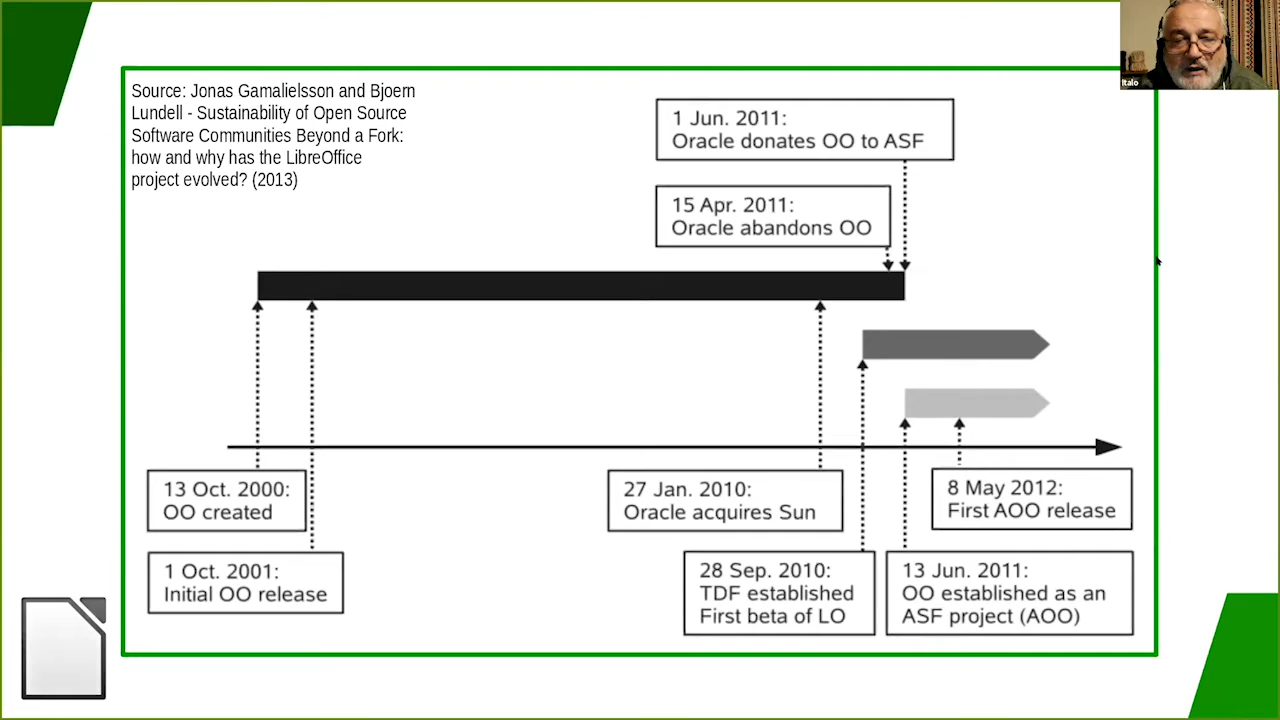 Source: Jonas Gamalielsson and Bjoern
Lundell - Sustainability of Open Source
Software Communities Beyond a Fork:
how and why has the LibreOffice
project evolved? (2013)
Italo
1 Jun. 2011:
Oracle donates OO to ASF
15 Apr. 2011:
Oracle abandons OO
13 Oct. 2000:
OO created
27 Jan. 2010:
Oracle acquires Sun
8 May 2012:
First AOO release
1 Oct. 2001:
Initial OO release
28 Sep. 2010:
TDF established
First beta of LO
13 Jun. 2011:
OO established as an
ASF project (AOO)